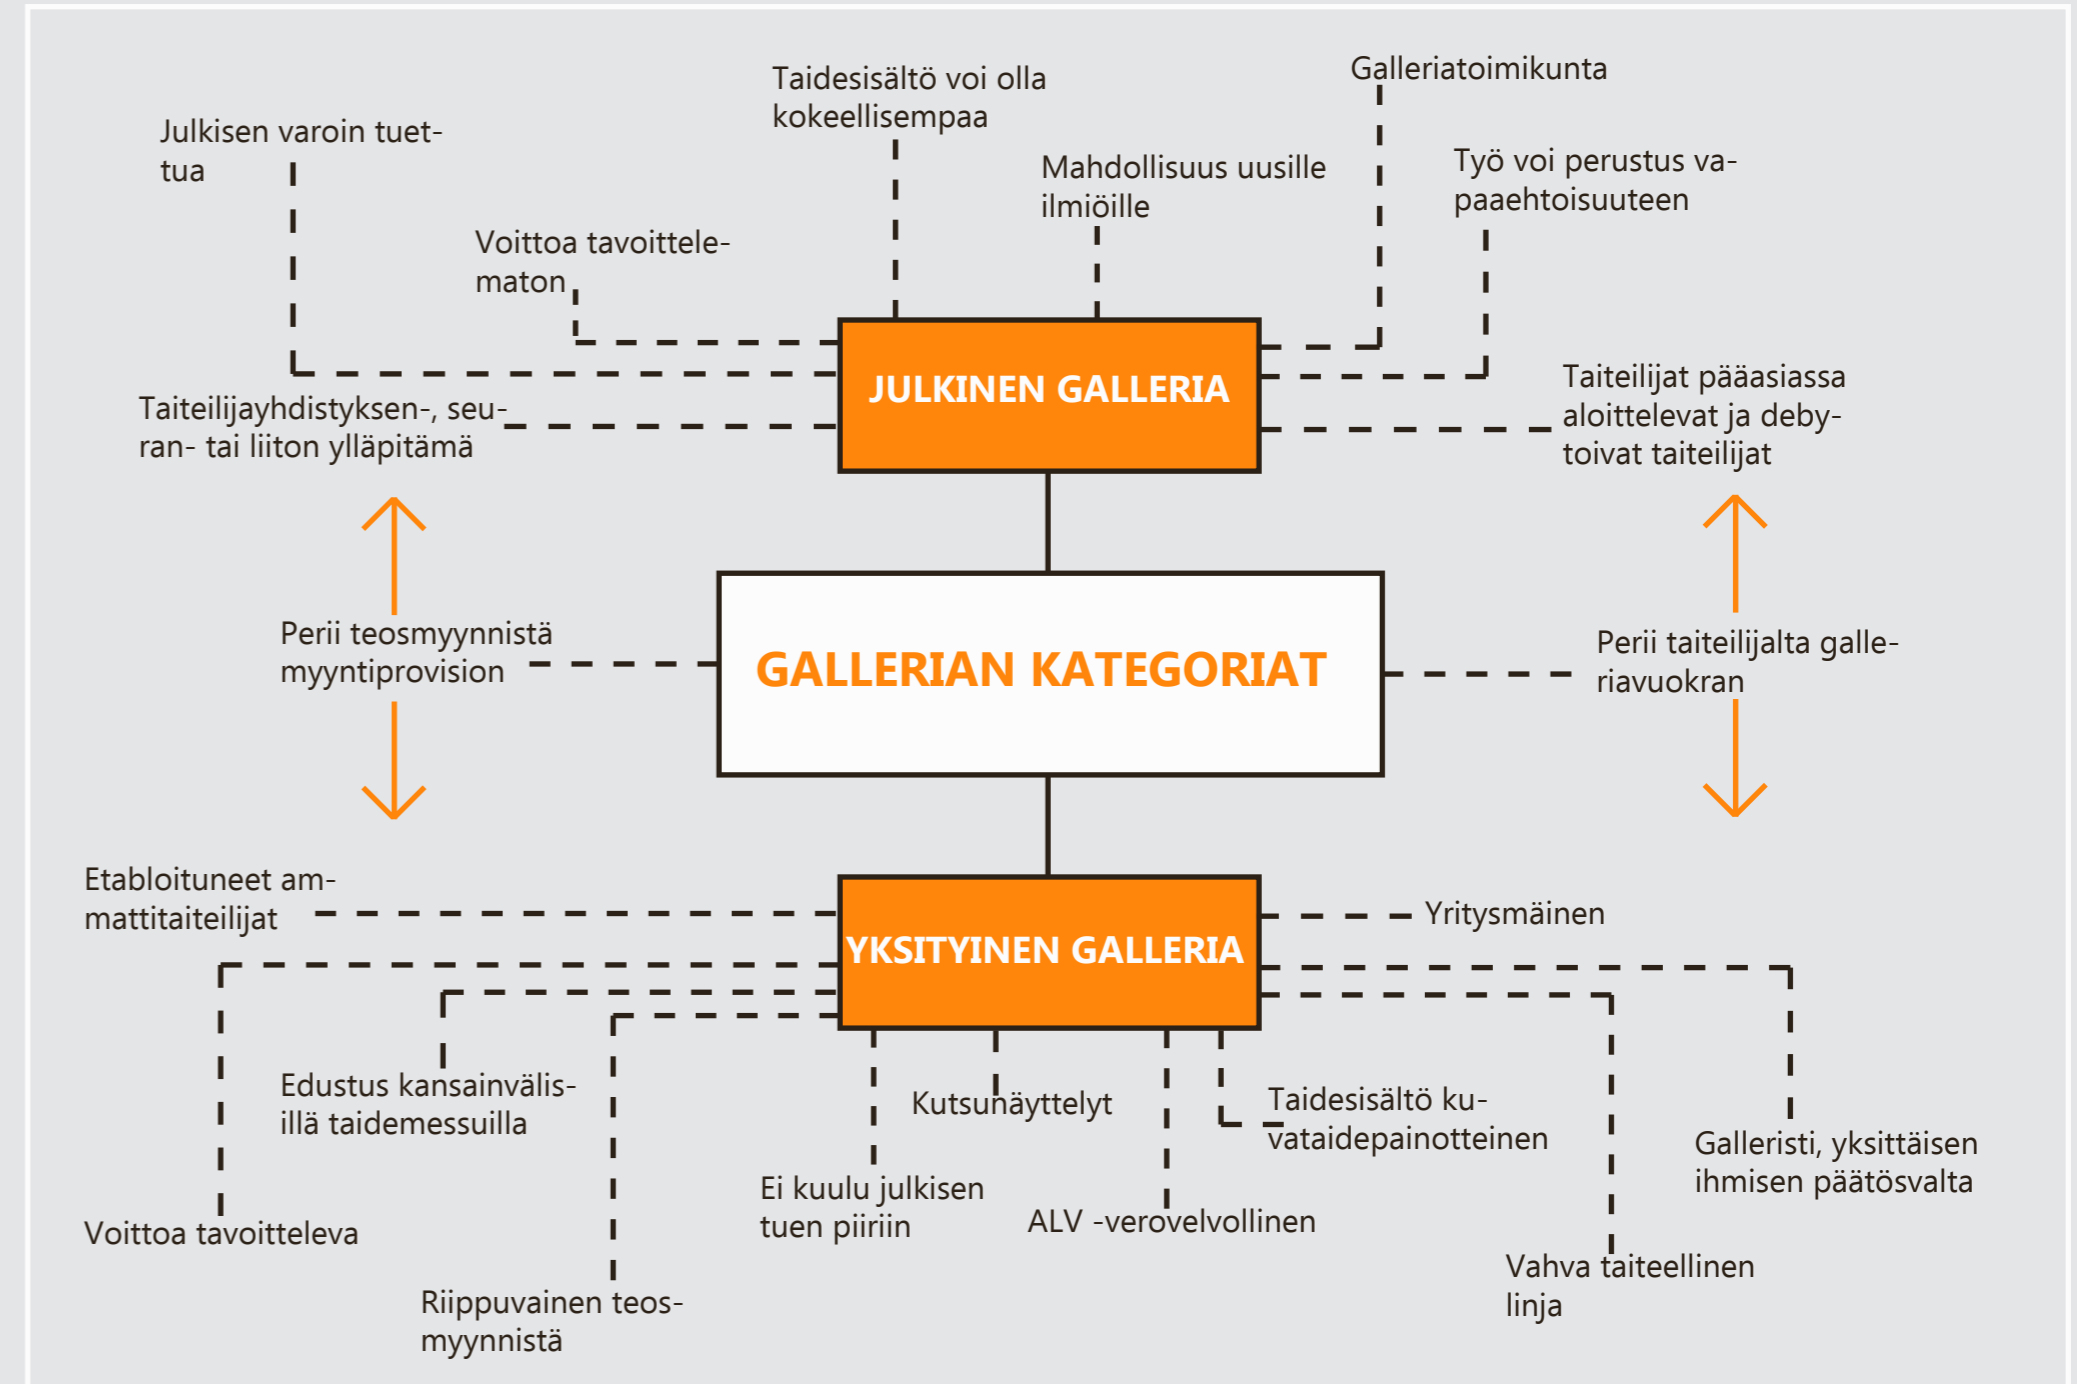 Galleriatoimikunta
Taidesisältö voi olla
kokeellisempaa
Julkisen varoin tuet-
tua
Mahdollisuus uusille
ilmiöille
Työ voi perustus va-
paaehtoisuuteen
Voittoa tavoittele-
maton
JULKINEN GALLERIA
Taiteilijayhdistyksen-, seu-
ran- tai liiton ylläpitämä
Taiteilijat pääasiassa
aloittelevat ja deby-
toivat taiteilijat
Perii teosmyynnistä
myyntiprovision
GALLERIAN KATEGORIAT
Perii taiteilijalta galle-
riavuokran
Etabloituneet am-
mattitaiteilijat
YKSITYINEN GALLERIA
Yritysmäinen
Edustus kansainvälis-
illä taidemessuilla
Kutsunäyttelyt
Taidesisältö ku-
vataidepainotteinen
Galleristi, yksittäisen
ihmisen päätösvalta
Ei kuulu julkisen
tuen piiriin
ALV -verovelvollinen
Voittoa tavoitteleva
Vahva taiteellinen
linja
Riippuvainen teos-
myynnistä